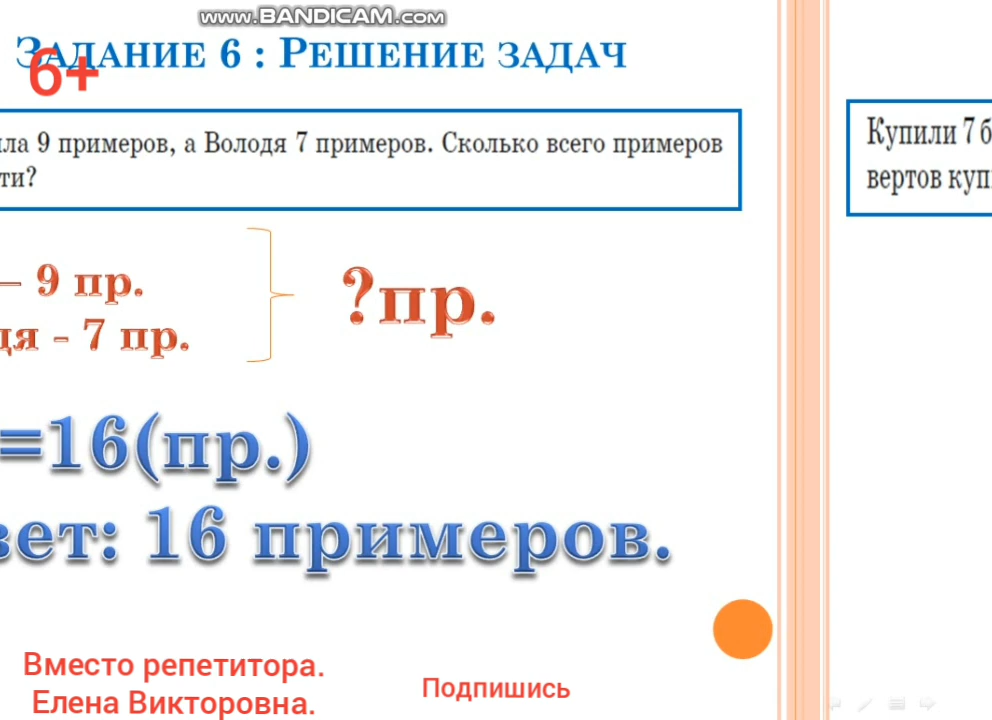 www.BANDICAM.com
ЗАДАНИЕ 6 : РЕШЕНИЕ ЗАДАЧ
6+
ла 9 примеров, а Володя 7 примеров. Сколько всего примеров
ти?
– 9 пр.
дя - 7 пр.
?пр.
=16(пр.)
вет: 16 примеров.
Вместо репетитора.
Елена Викторовна.
Подпишись
Купили 7 б
вертов куп